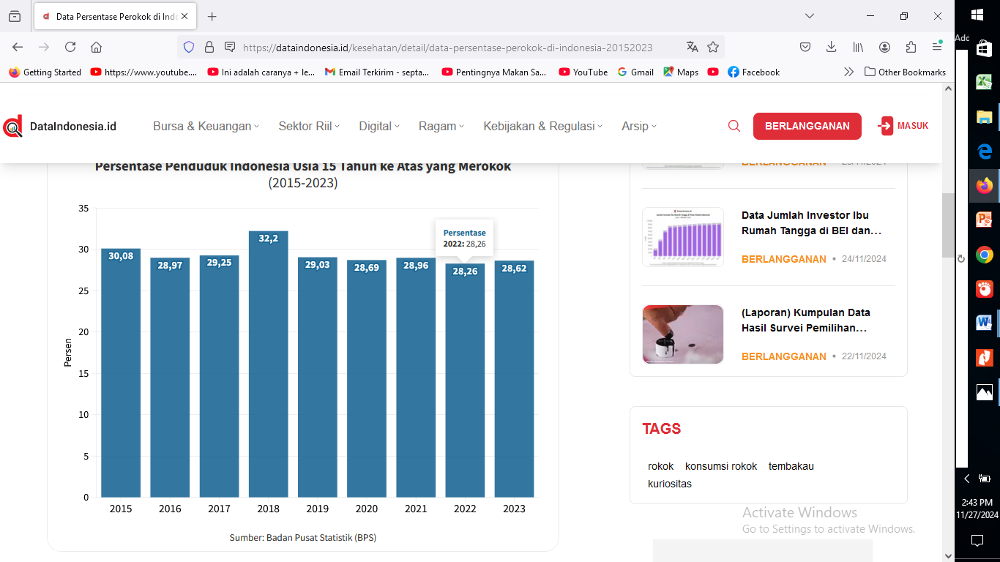 Data Persentase Perokok di Indo
https://dataindonesia.id/kesehatan/detail/data-persentase-perokok-di-indonesia-20152023
Getting Started
https://www.youtube....
Ini adalah caranya + le...
Email Terkirim - septa...
Pentingnya Makan Sa...
YouTube
Gmail
Maps
Facebook
Other Bookmarks
DataIndonesia.id
Bursa & Keuangan
Sektor Riil
Digital
Ragam
Kebijakan & Regulasi
Arsip
BERLANGGANAN
MASUK
Persentase Penduduk Indonesia Usia 15 Tahun ke Atas yang Merokok
(2015-2023)
35
30
25
20
15
10
5
0
Persen
30,08
28,97
29,25
32,2
29,03
28,69
28,96
28,26
28,62
Persentase
2022: 28,26
2015
2016
2017
2018
2019
2020
2021
2022
2023
Sumber: Badan Pusat Statistik (BPS)
BERLANGGANAN
Data Jumlah Investor Ibu
Rumah Tangga di BEI dan...
BERLANGGANAN • 24/11/2024
(Laporan) Kumpulan Data
Hasil Survei Pemilihan...
BERLANGGANAN • 22/11/2024
TAGS
rokok konsumsi rokok tembakau
kuriositas
Activate Windows
Go to Settings to activate Windows.
Add
2:43 PM
11/27/2024